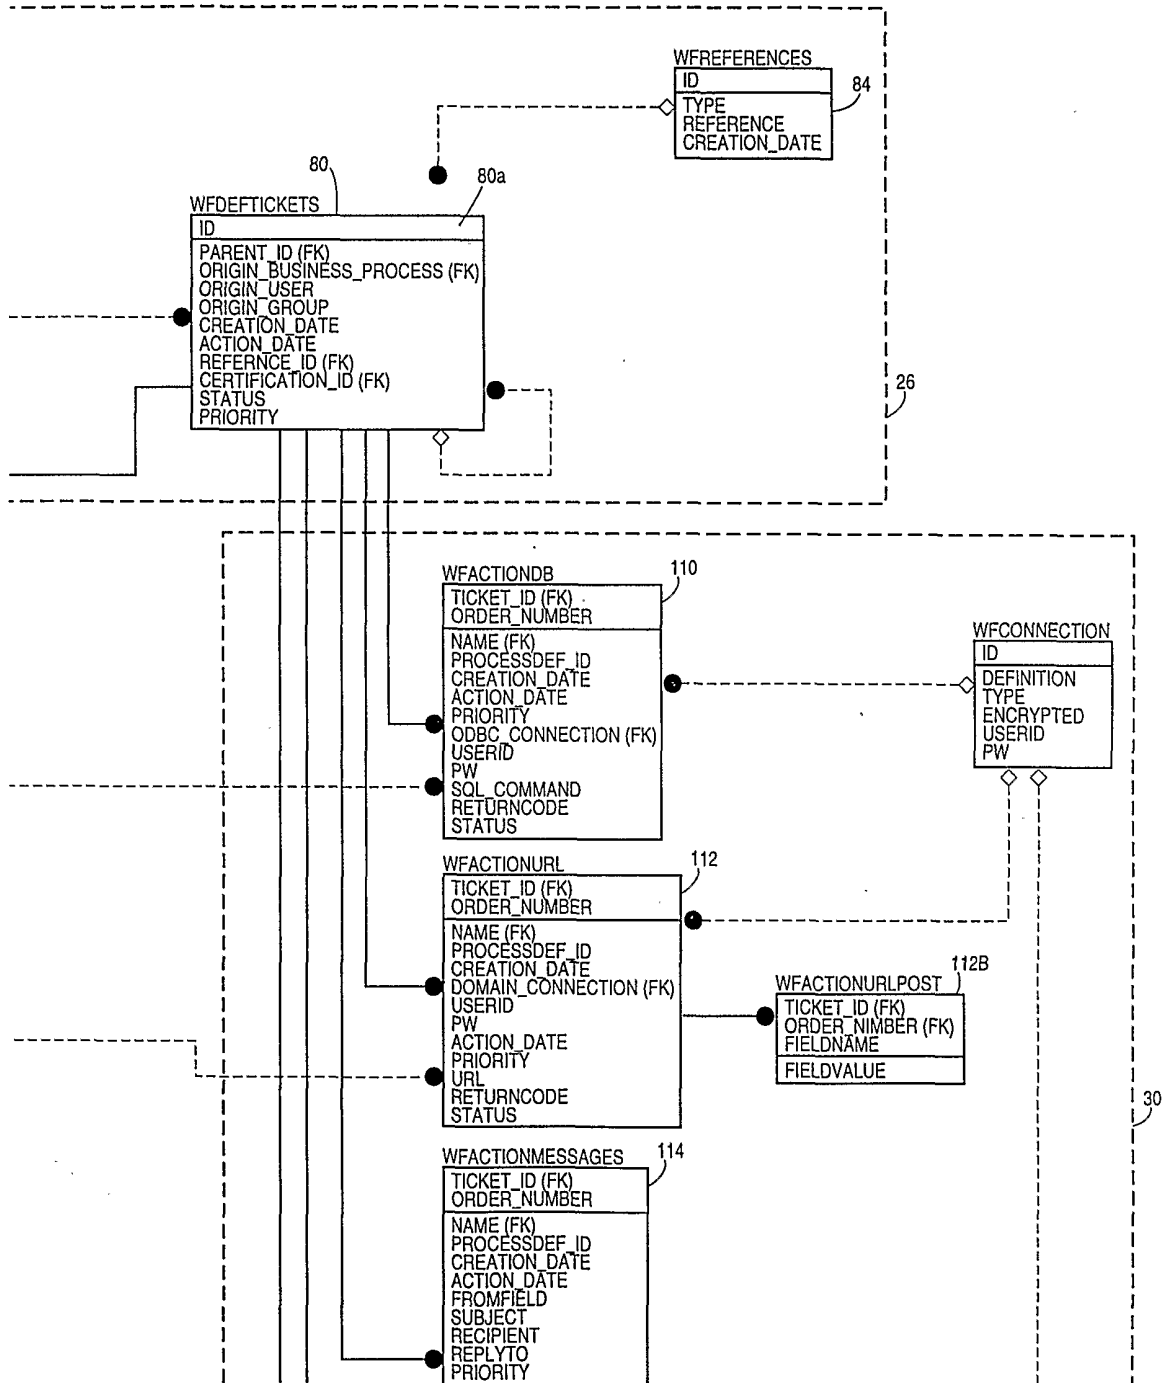 WFREFERENCES
ID
TYPE
REFERENCE
CREATION_DATE
84
80
80a
WFDEFTICKETS
ID
PARENT_ID (FK)
ORIGIN_BUSINESS_PROCESS (FK)
ORIGIN_USER
ORIGIN_GROUP
CREATION_DATE
ACTION_DATE
REFERNCE_ID (FK)
CERTIFICATION_ID (FK)
STATUS
PRIORITY
26
WFACTIONDB
110
TICKET_ID (FK)
ORDER_NUMBER
NAME (FK)
PROCESSDEF_ID
CREATION_DATE
ACTION_DATE
PRIORITY
ODBC_CONNECTION (FK)
USERID
PW
SQL_COMMAND
RETURNCODE
STATUS
WFCONNECTION
ID
DEFINITION
TYPE
ENCRYPTED
USERID
PW
WFACTIONURL
112
TICKET_ID (FK)
ORDER_NUMBER
NAME (FK)
PROCESSDEF_ID
CREATION_DATE
DOMAIN_CONNECTION (FK)
USERID
PW
ACTION_DATE
PRIORITY
URL
RETURNCODE
STATUS
WFACTIONURLPOST
112B
TICKET_ID (FK)
ORDER_NIMBER (FK)
FIELDNAME
FIELDVALUE
30
WFACTIONMESSAGES
114
TICKET_ID (FK)
ORDER_NUMBER
NAME (FK)
PROCESSDEF_ID
CREATION_DATE
ACTION_DATE
FROMFIELD
SUBJECT
RECIPIENT
REPLYTO
PRIORITY